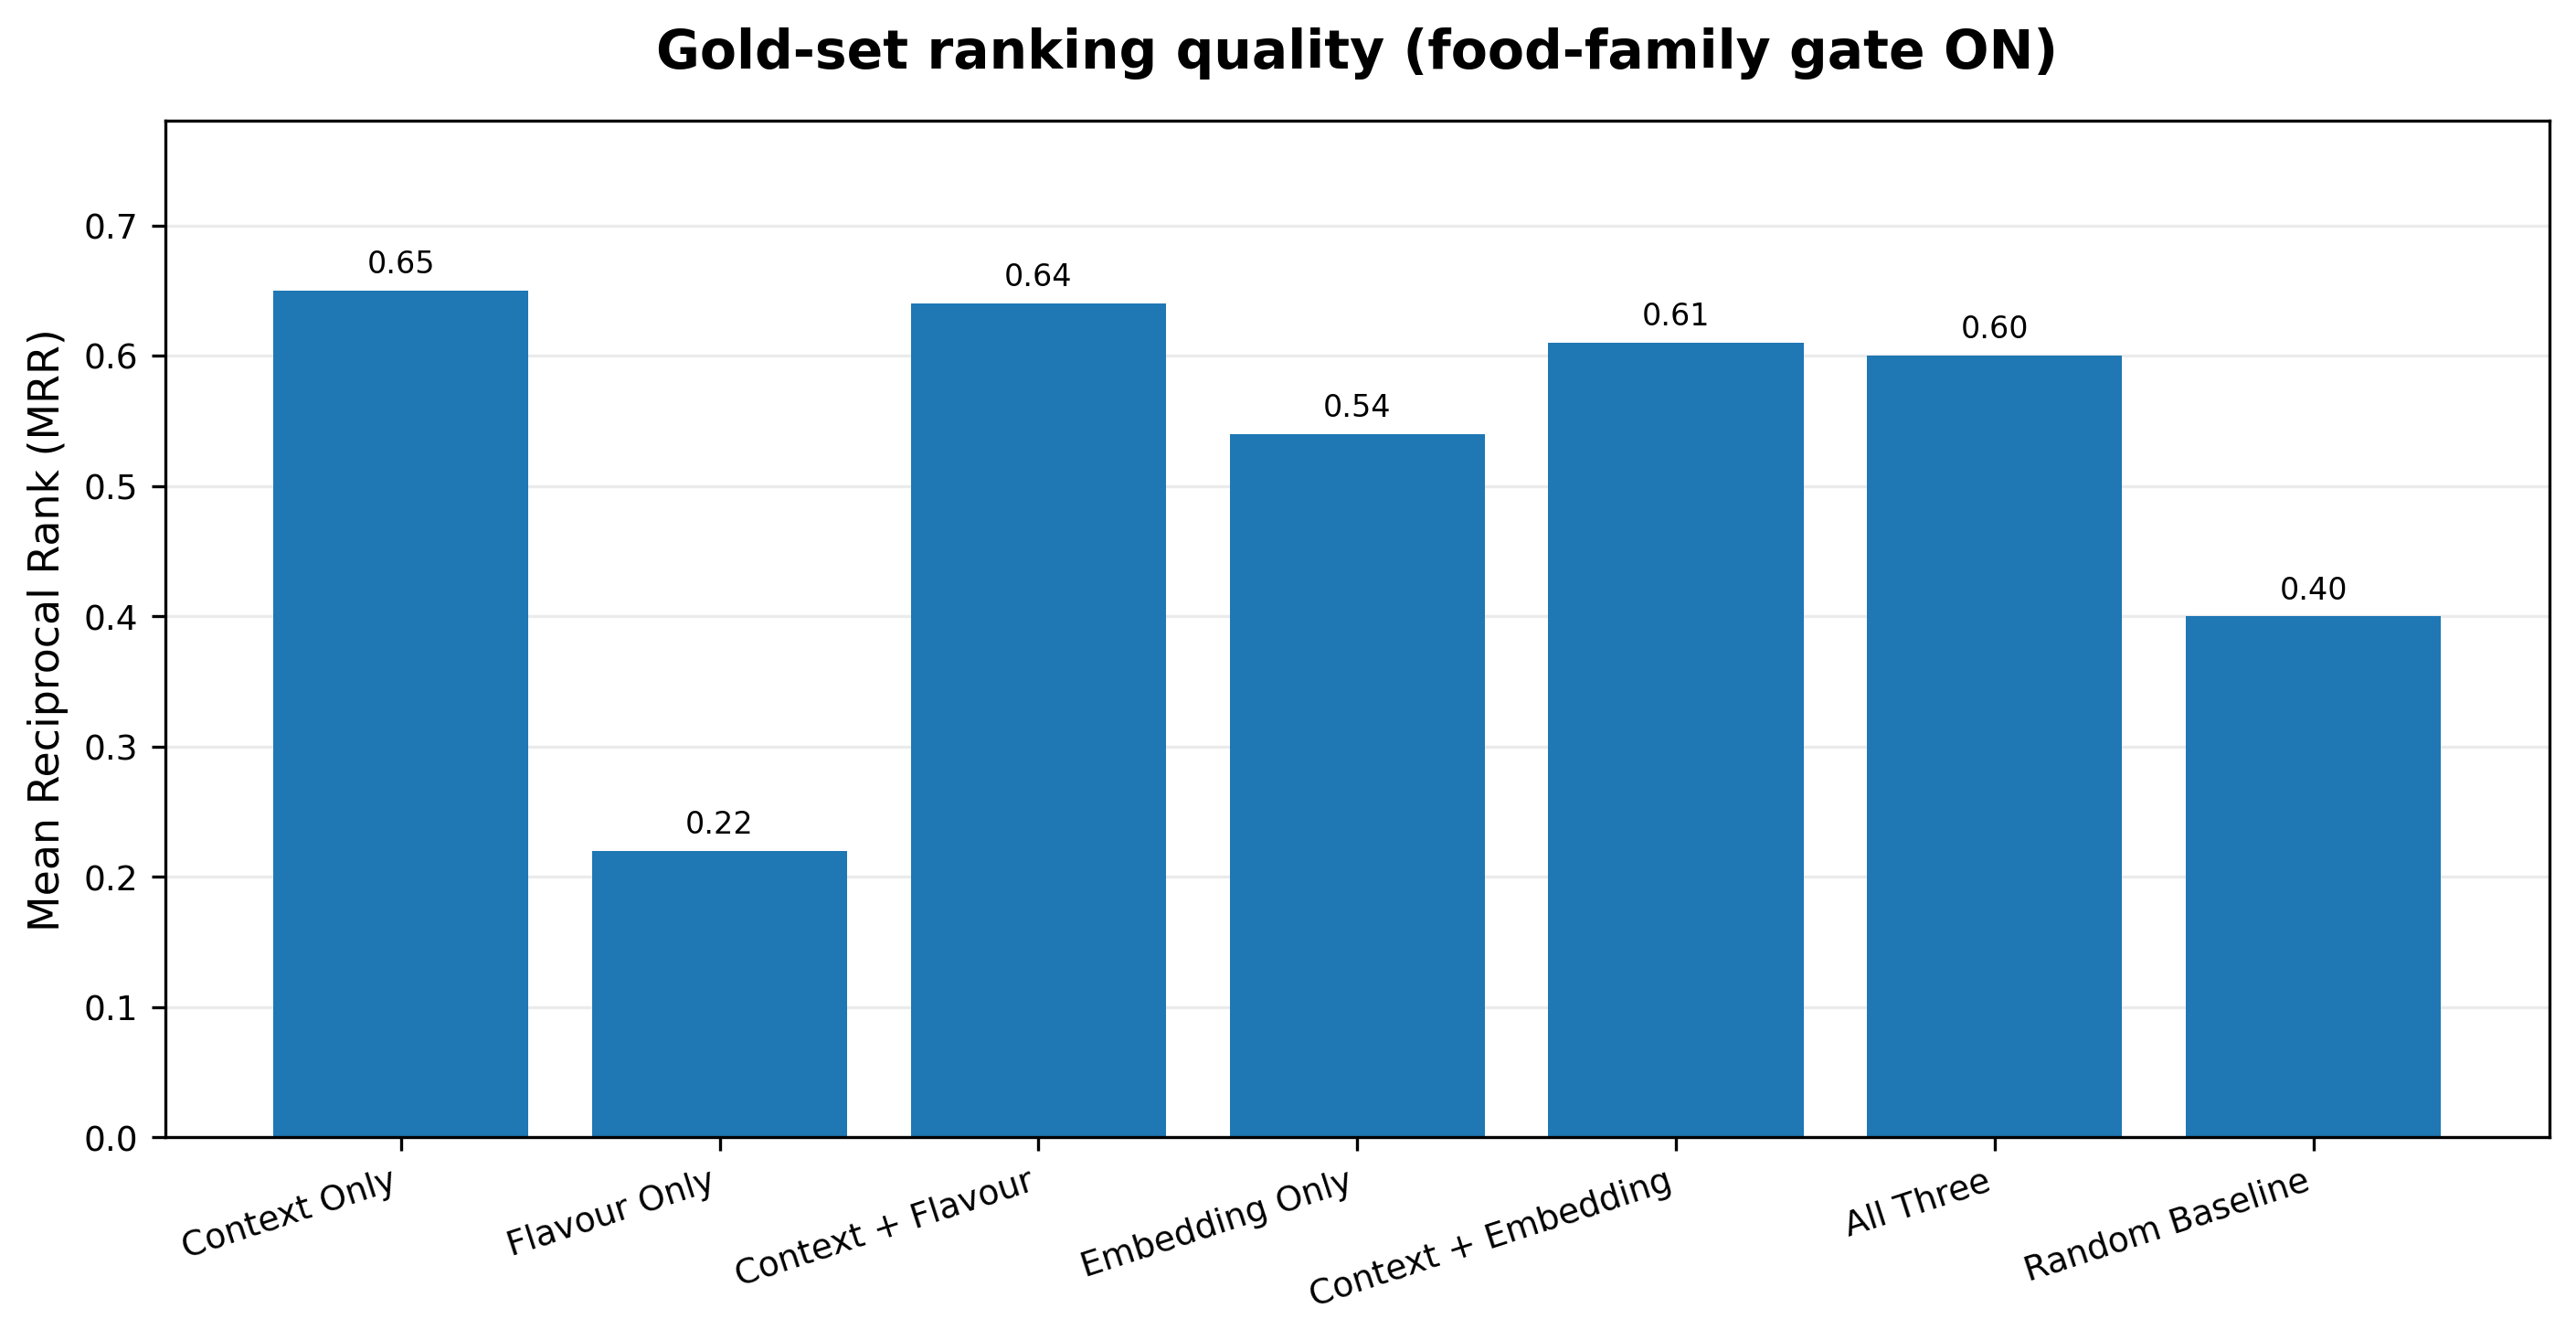 Gold-set ranking quality (food-family gate ON)
Mean Reciprocal Rank (MRR)
0.7
0.6
0.5
0.4
0.3
0.2
0.1
0.0
0.65
0.22
0.64
0.54
0.61
0.60
0.40
Context Only
Flavour Only
Context + Flavour
Embedding Only
Context + Embedding
All Three
Random Baseline